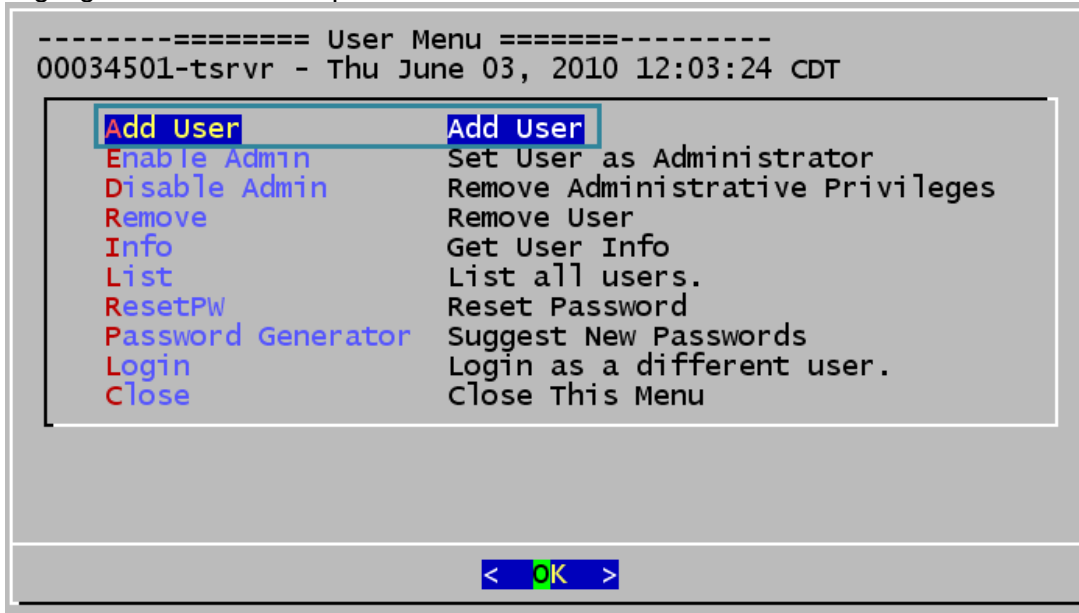 --------======== User Menu =======---------
00034501-tsrvr - Thu June 03, 2010 12:03:24 CDT
Add User Add User
Enable Admin Set User as Administrator
Disable Admin Remove Administrative Privileges
Remove Remove User
Info Get User Info
List List all users.
ResetPW Reset Password
Password Generator Suggest New Passwords
Login Login as a different user.
Close Close This Menu
< OK >